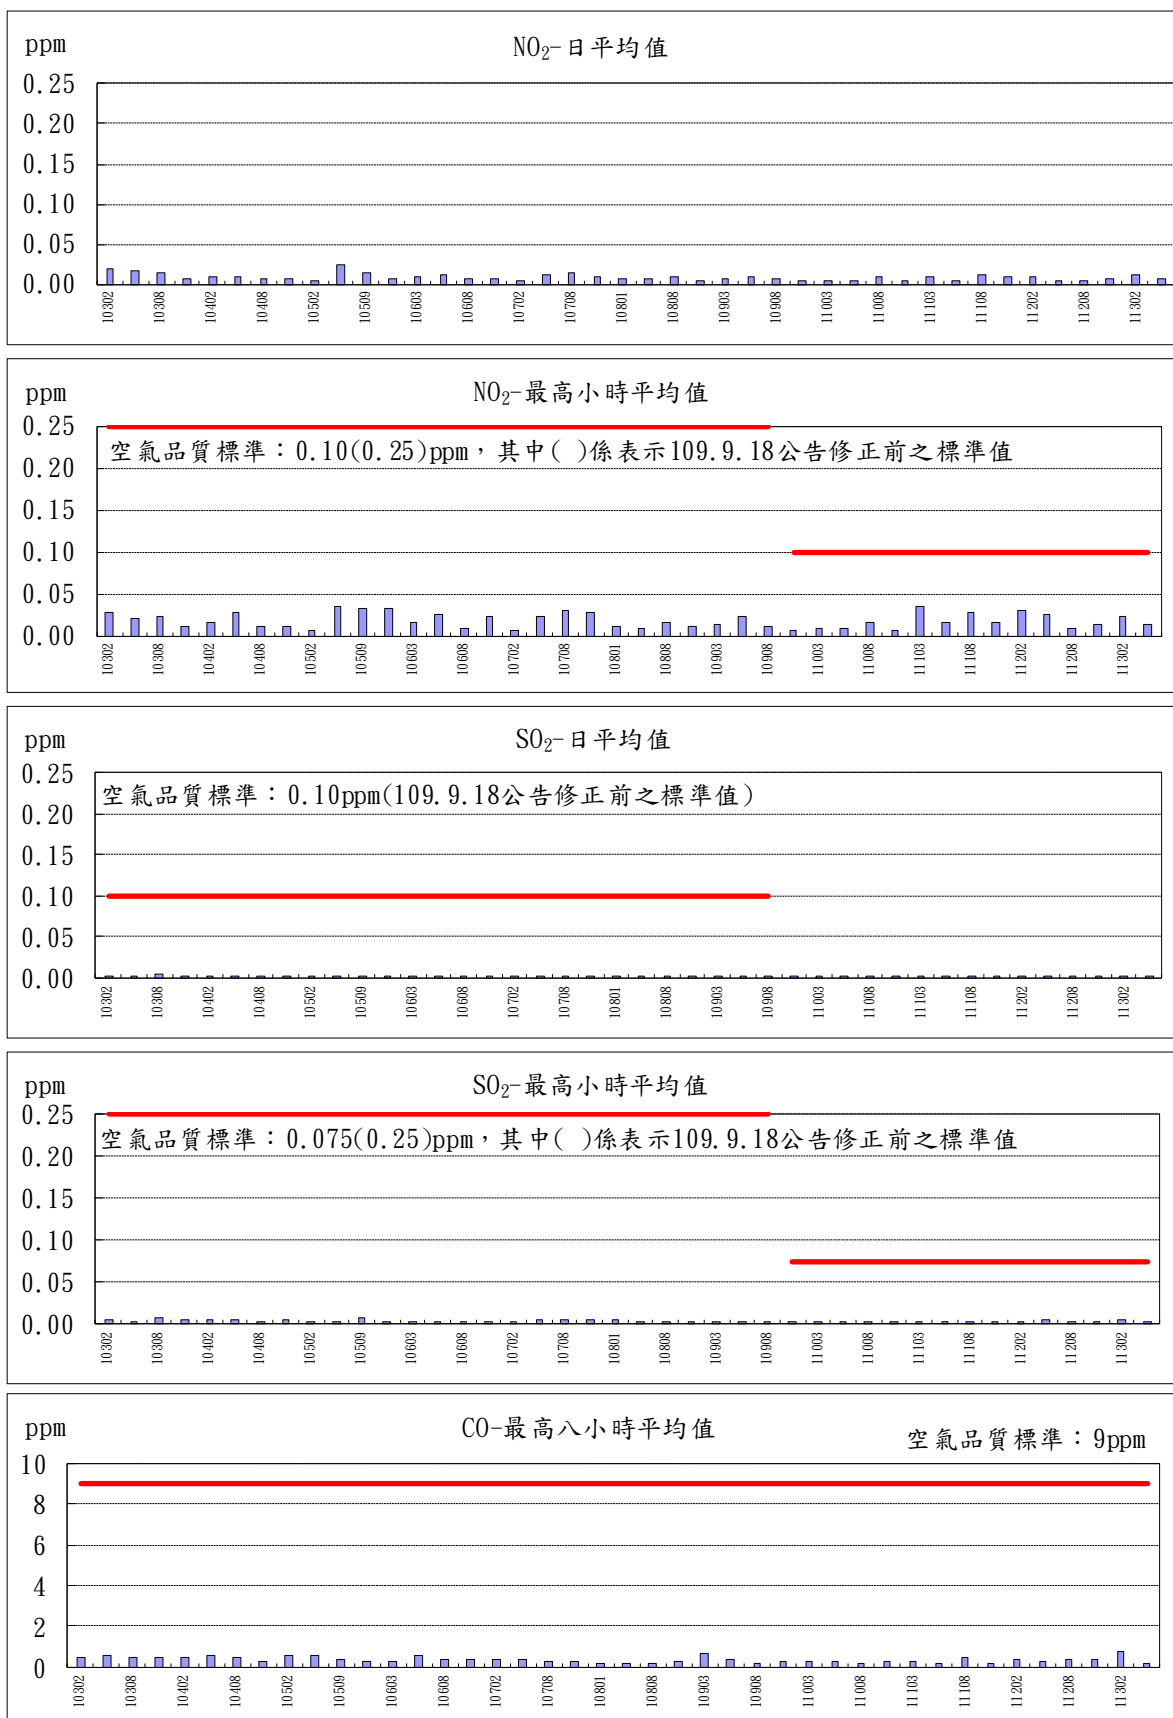 NO₂-日平均值
ppm
0.25
0.20
0.15
0.10
0.05
0.00
10302 10308 10402 10408 10502 10509 10603 10608 10702 10708 10801 10808 10903 10908 11003 11008 11103 11108 11202 11208 11302
NO₂-最高小時平均值
ppm
0.25
空氣品質標準：0.10(0.25)ppm，其中( )係表示109.9.18公告修正前之標準值
0.20
0.15
0.10
0.05
0.00
10302 10308 10402 10408 10502 10509 10603 10608 10702 10708 10801 10808 10903 10908 11003 11008 11103 11108 11202 11208 11302
SO₂-日平均值
ppm
0.25
空氣品質標準：0.10ppm(109.9.18公告修正前之標準值)
0.20
0.15
0.10
0.05
0.00
10302 10308 10402 10408 10502 10509 10603 10608 10702 10708 10801 10808 10903 10908 11003 11008 11103 11108 11202 11208 11302
SO₂-最高小時平均值
ppm
0.25
空氣品質標準：0.075(0.25)ppm，其中( )係表示109.9.18公告修正前之標準值
0.20
0.15
0.10
0.05
0.00
10302 10308 10402 10408 10502 10509 10603 10608 10702 10708 10801 10808 10903 10908 11003 11008 11103 11108 11202 11208 11302
CO-最高八小時平均值
ppm
空氣品質標準：9ppm
10
8
6
4
2
0
10302 10308 10402 10408 10502 10509 10603 10608 10702 10708 10801 10808 10903 10908 11003 11008 11103 11108 11202 11208 11302